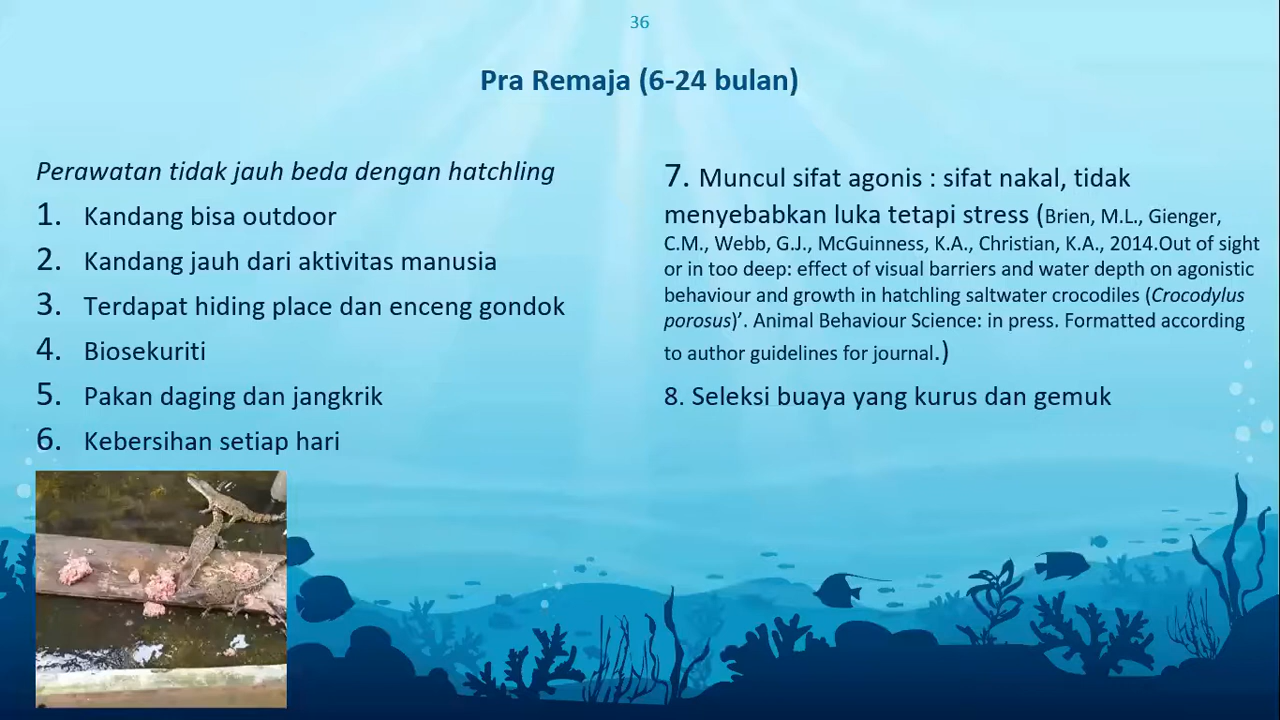 36
Pra Remaja (6-24 bulan)
Perawatan tidak jauh beda dengan hatchling
1. Kandang bisa outdoor
2. Kandang jauh dari aktivitas manusia
3. Terdapat hiding place dan enceng gondok
4. Biosekuriti
5. Pakan daging dan jangkrik
6. Kebersihan setiap hari
7. Muncul sifat agonis : sifat nakal, tidak
menyebabkan luka tetapi stress (Brien, M.L., Gienger,
C.M., Webb, G.J., McGuinness, K.A., Christian, K.A., 2014.Out of sight
or in too deep: effect of visual barriers and water depth on agonistic
behaviour and growth in hatchling saltwater crocodiles (Crocodylus
porosus)’. Animal Behaviour Science: in press. Formatted according
to author guidelines for journal.)
8. Seleksi buaya yang kurus dan gemuk